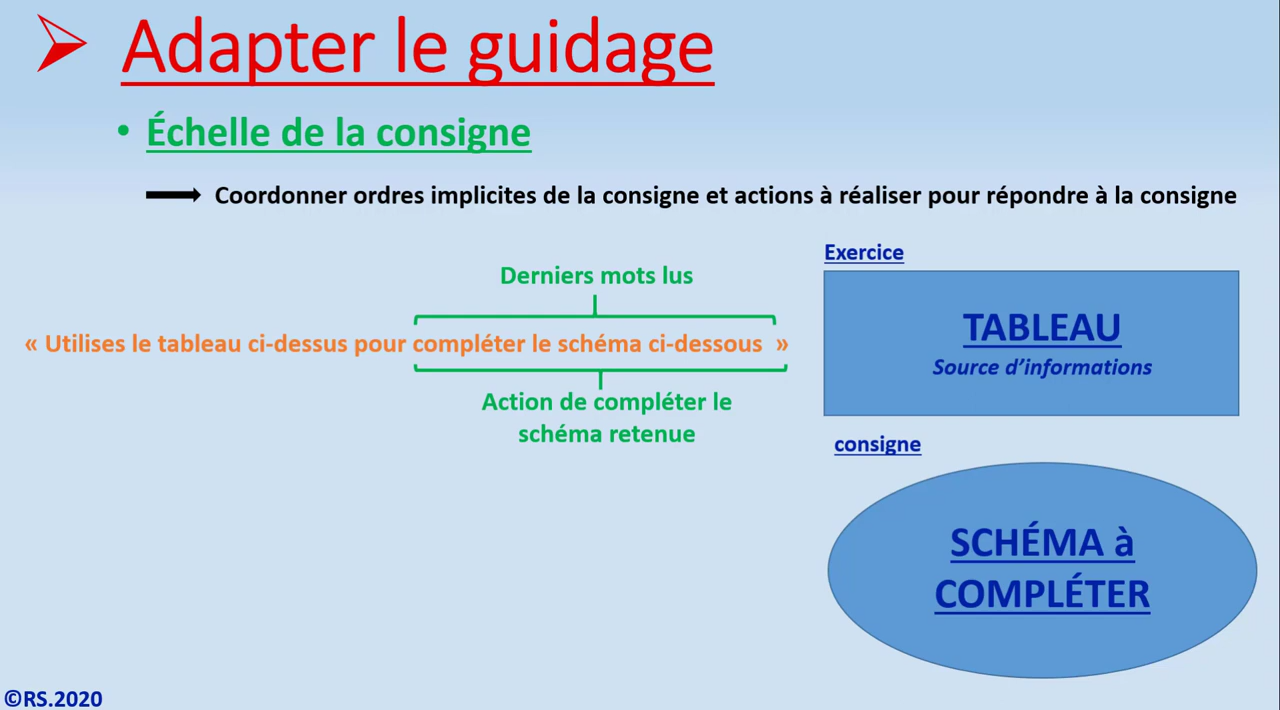 Adapter le guidage
• Échelle de la consigne
Coordonner ordres implicites de la consigne et actions à réaliser pour répondre à la consigne
Derniers mots lus
« Utilises le tableau ci-dessus pour compléter le schéma ci-dessous »
Action de compléter le
schéma retenue
Exercice
TABLEAU
Source d’informations
consigne
SCHÉMA à
COMPLÉTER
©RS.2020